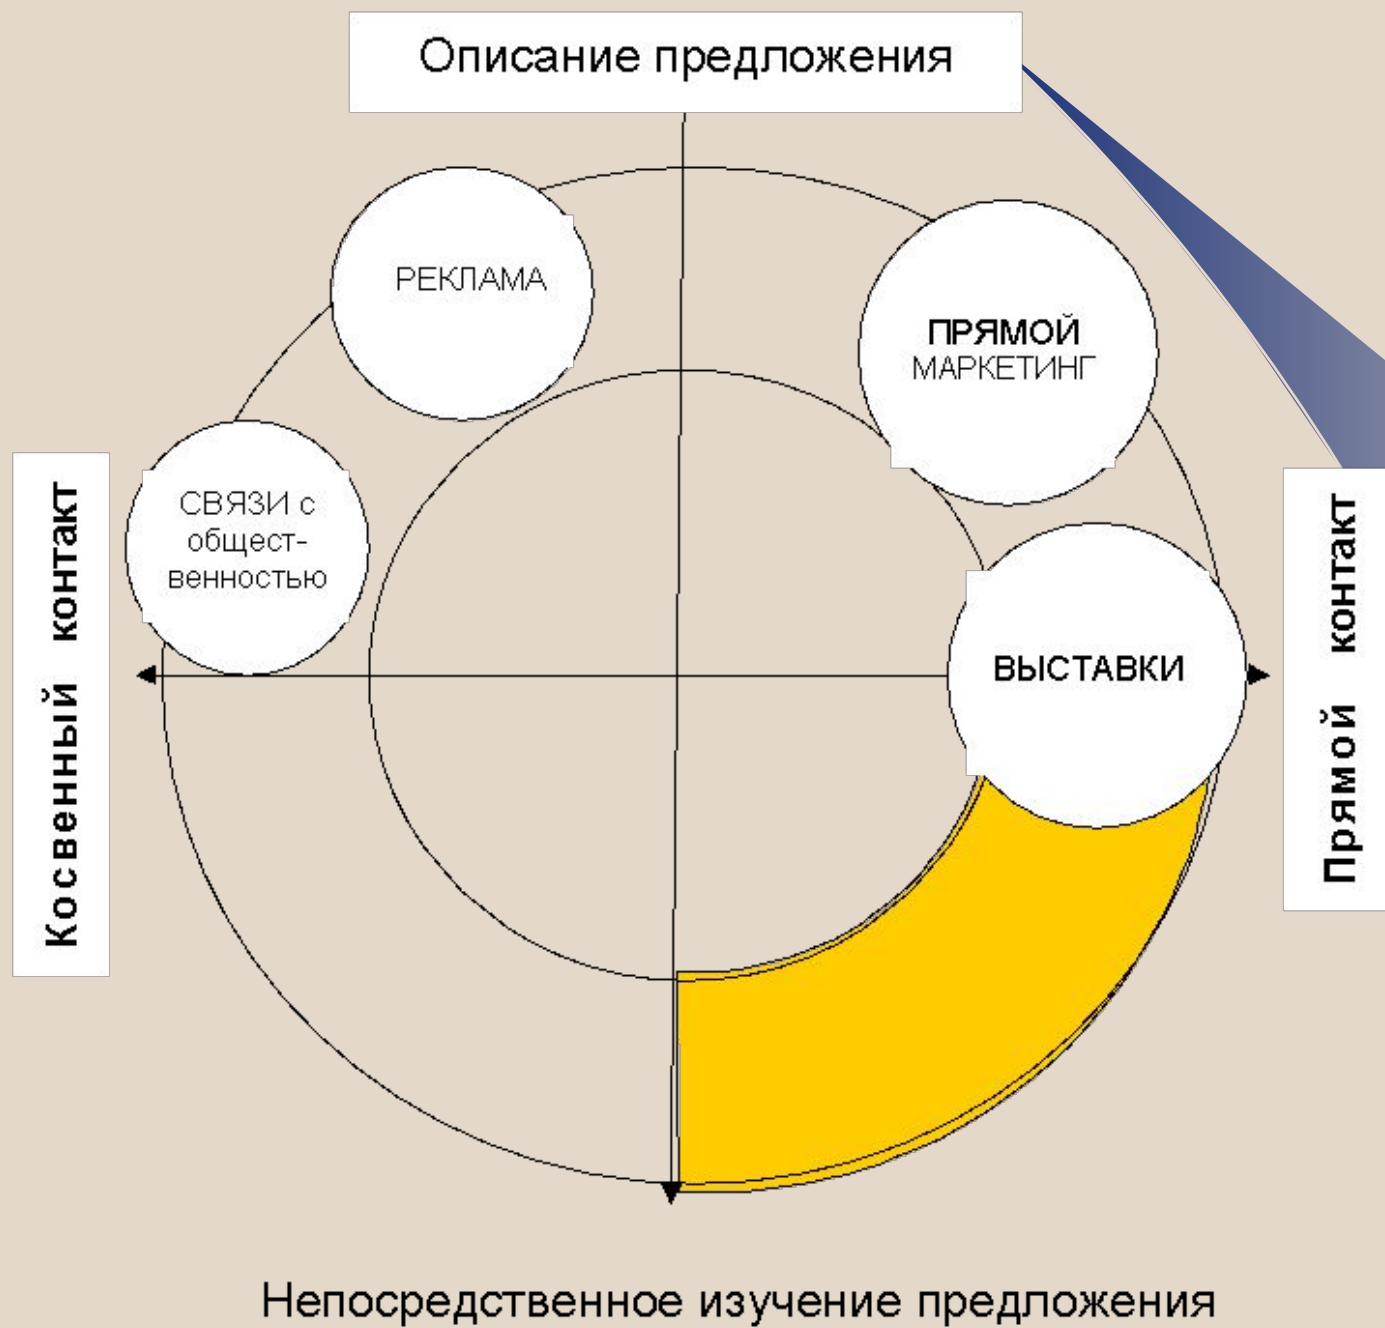 Описание предложения
РЕКЛАМА
ПРЯМОЙ
МАРКЕТИНГ
СВЯЗИ с
общест-
венностью
ВЫСТАВКИ
Косвенный контакт
Прямой контакт
Непосредственное изучение предложения